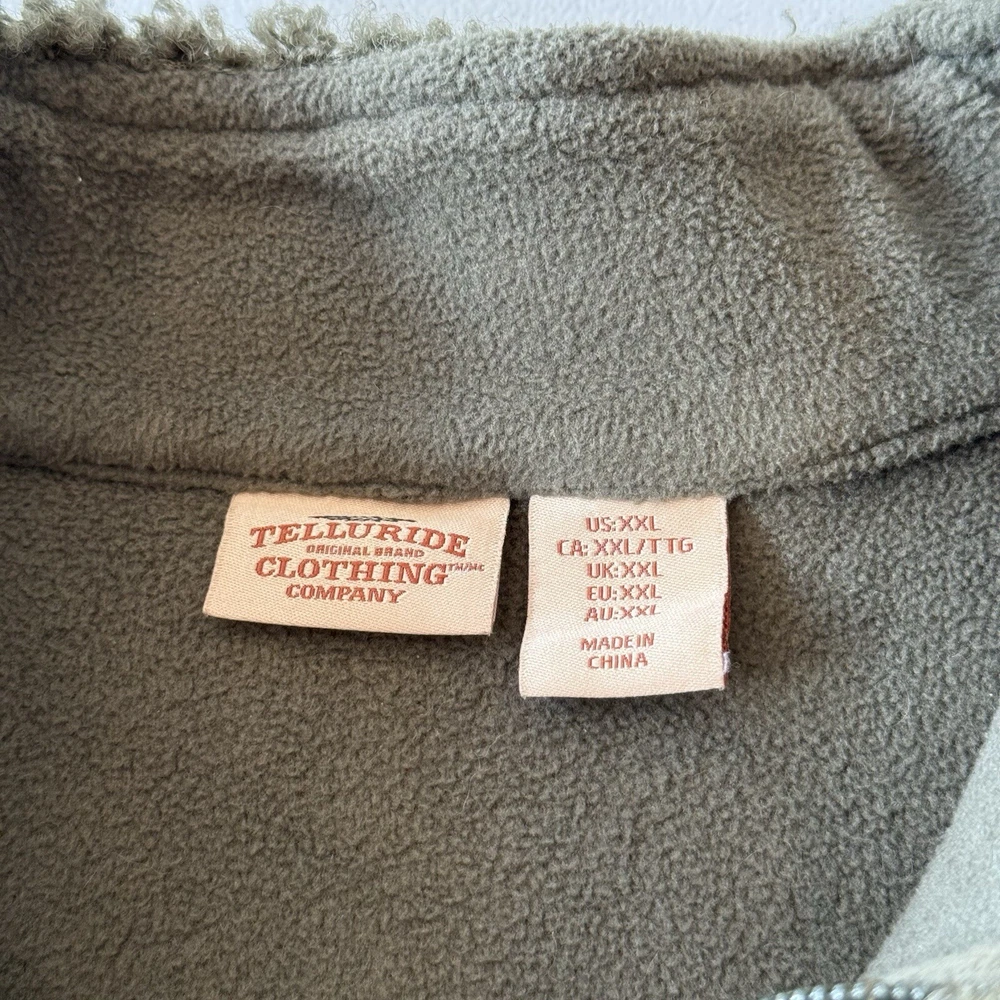 TELLURIDE
ORIGINAL BRAND
CLOTHING TM/MC
COMPANY
US:XXL
CA: XXL/TTG
UK:XXL
EU:XXL
AU:XXL
MADE IN
CHINA